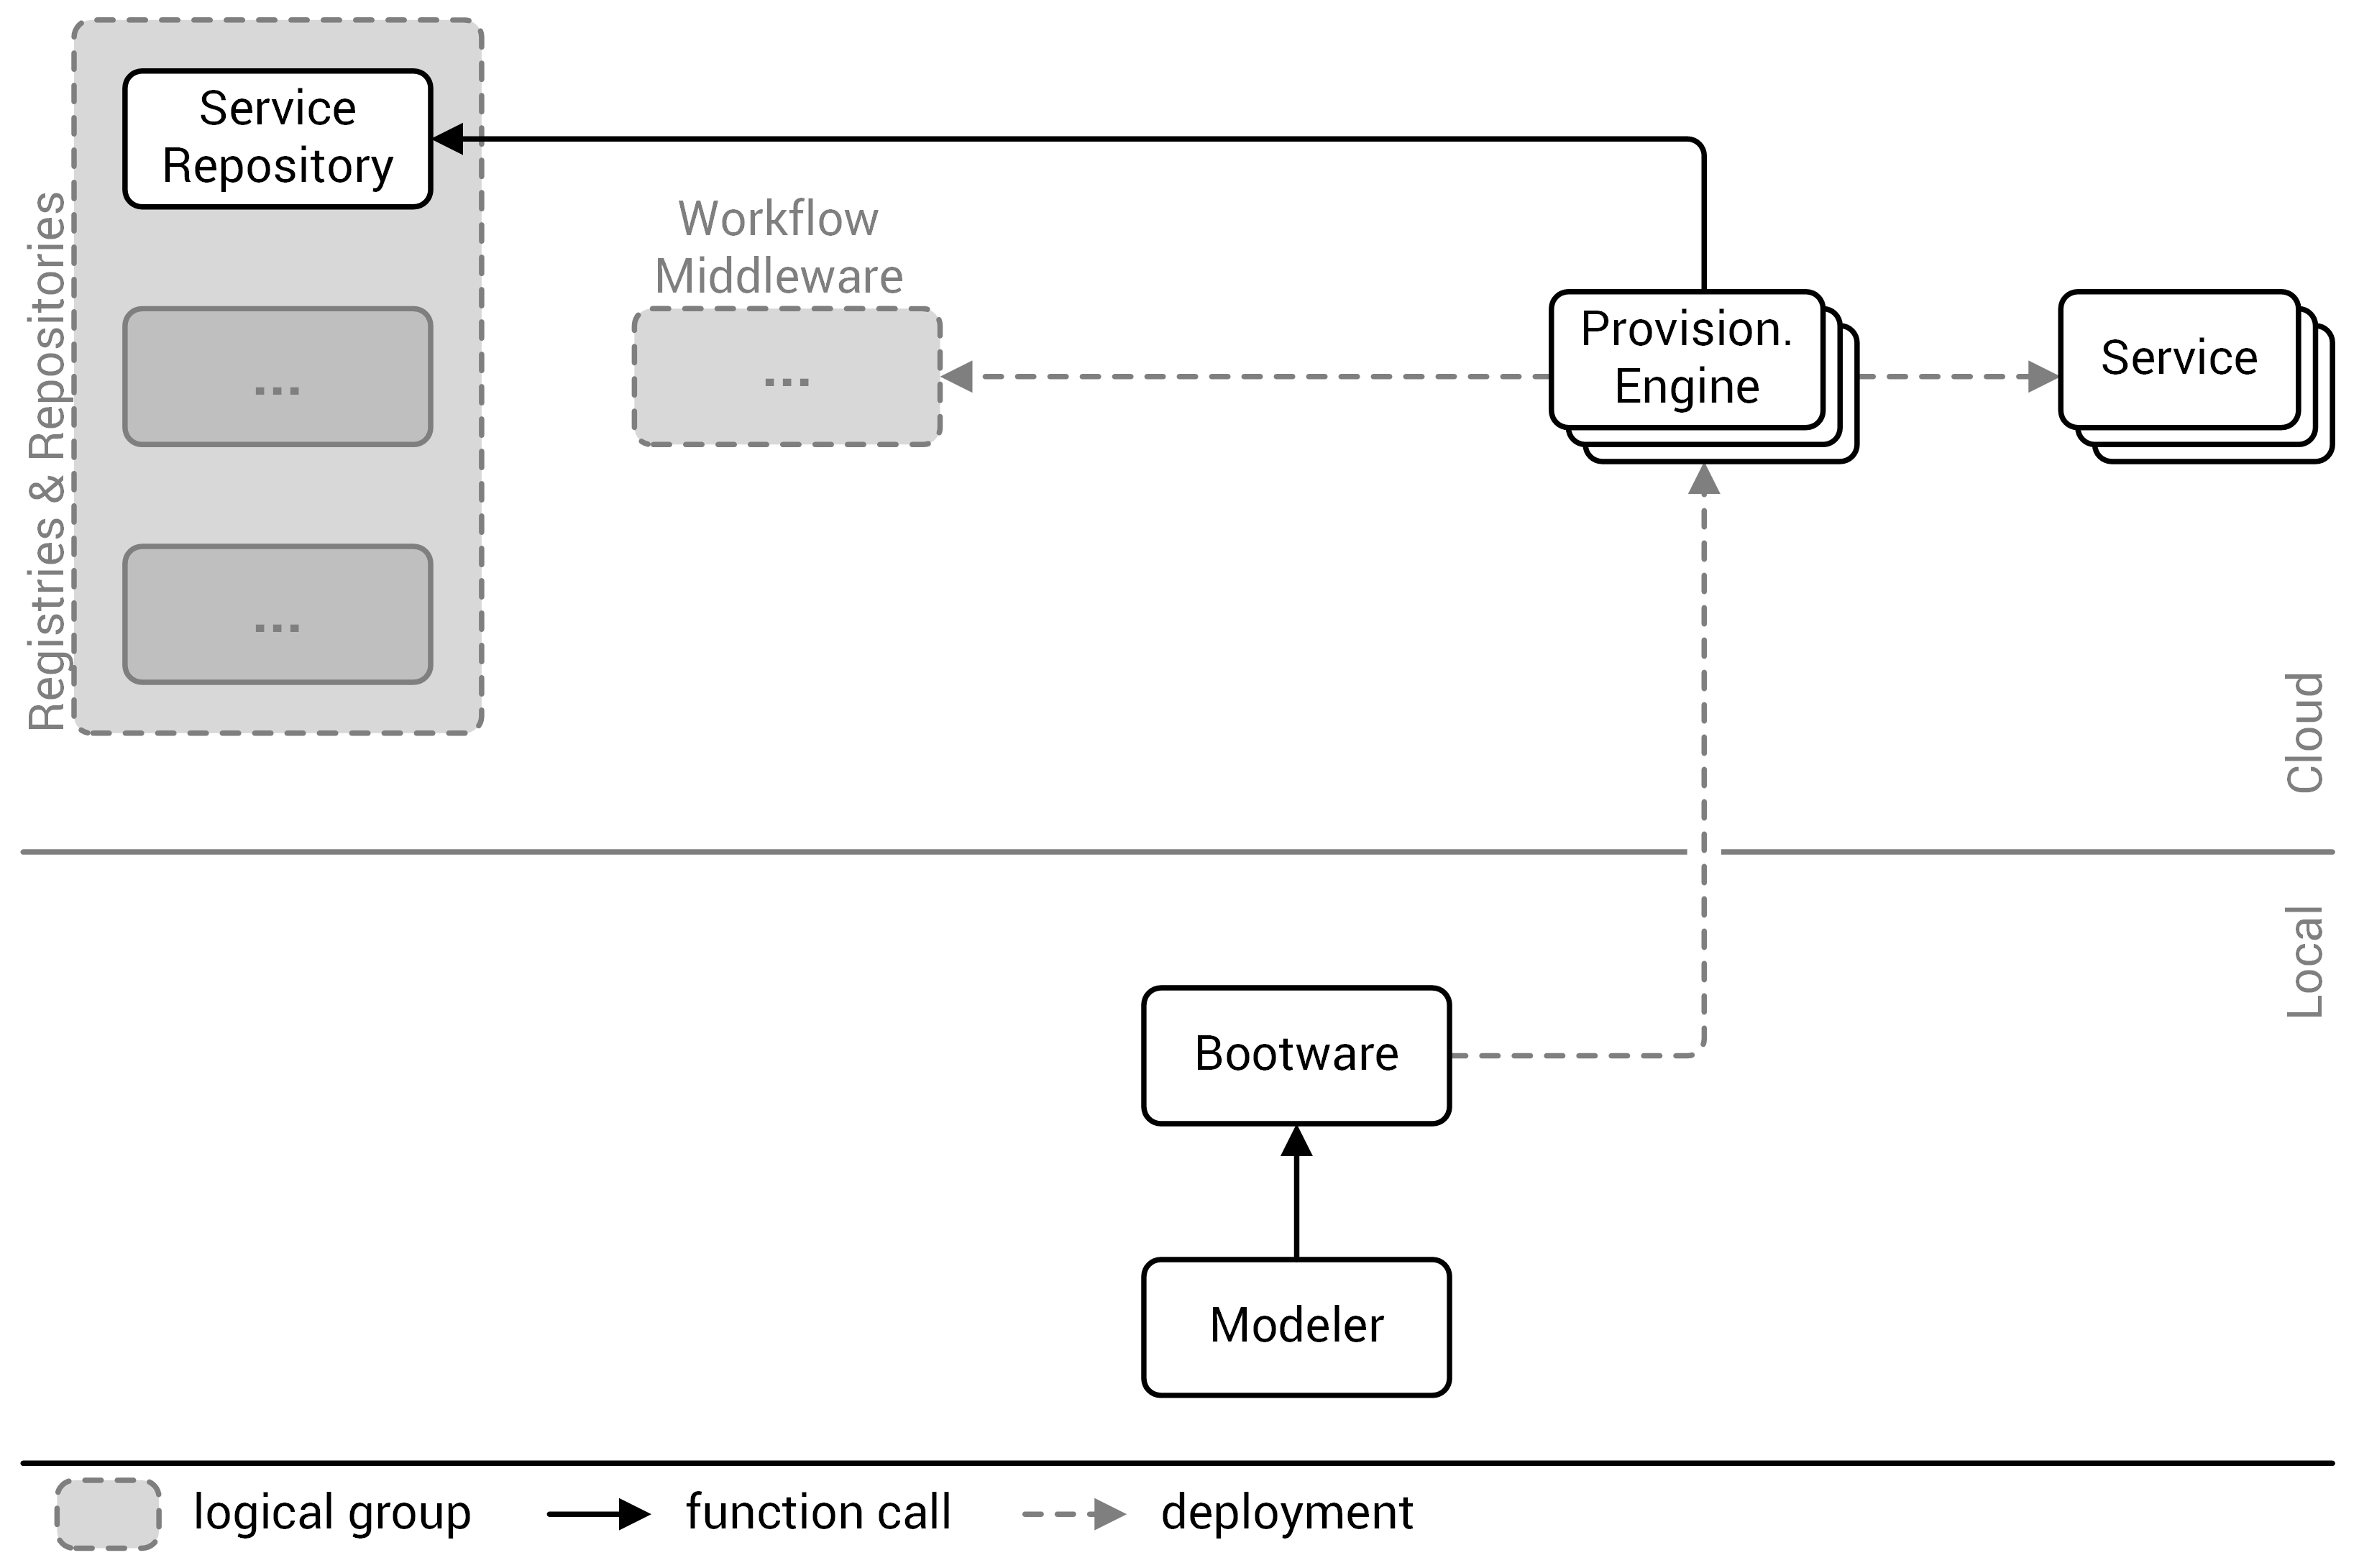 Service
Repository
Registries & Repositories
...
...
Workflow
Middleware
...
Provision.
Engine
Service
Cloud
Local
Bootware
Modeler
logical group
function call
deployment